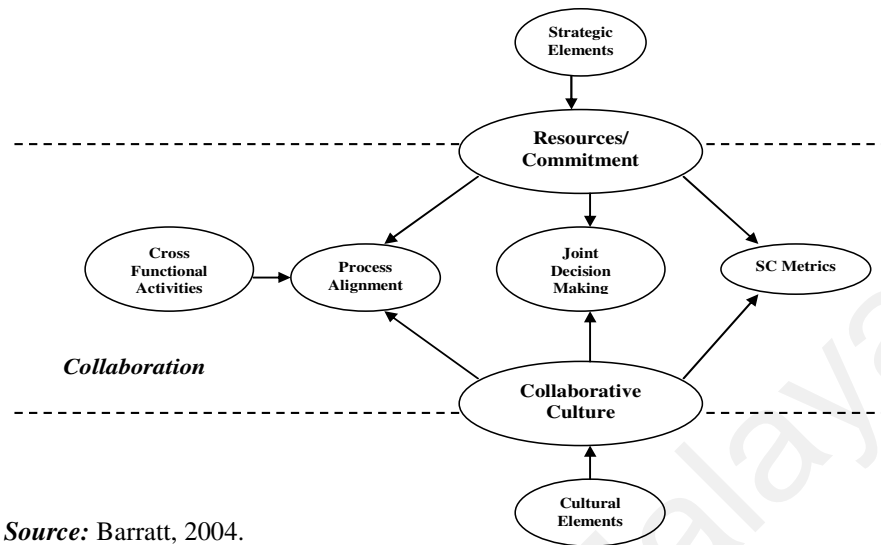 Strategic
Elements
Resources/
Commitment
Cross
Functional
Activities
Process
Alignment
Joint
Decision
Making
SC Metrics
Collaboration
Collaborative
Culture
Cultural
Elements
Source: Barratt, 2004.